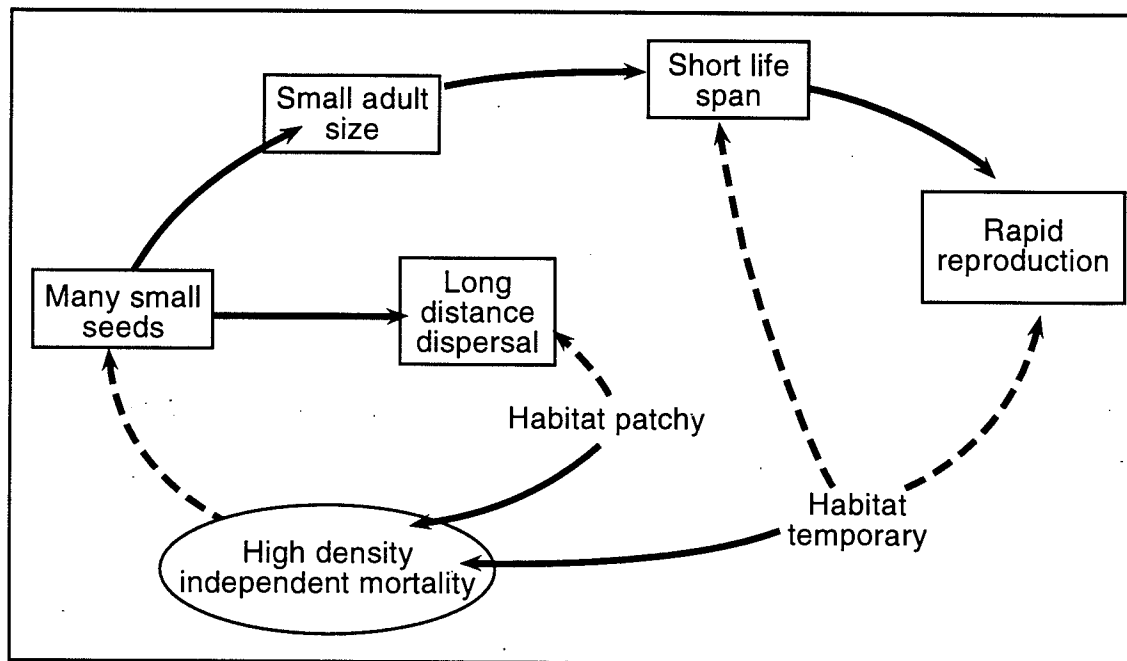 Short life
span
Small adult
size
Rapid
reproduction
Many small
seeds
Long
distance
dispersal
Habitat patchy
Habitat
temporary
High density
independent mortality